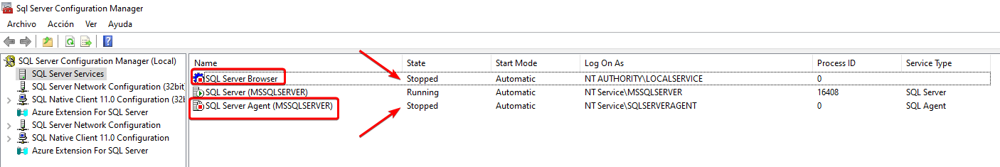 Sql Server Configuration Manager
Archivo Acción Ver Ayuda
SQL Server Configuration Manager (Local)
SQL Server Services
SQL Server Network Configuration (32bit)
SQL Native Client 11.0 Configuration (32b
Azure Extension For SQL Server
SQL Server Network Configuration
SQL Native Client 11.0 Configuration
Azure Extension For SQL Server
Name State Start Mode Log On As Process ID Service Type
SQL Server Browser Stopped Automatic NT AUTHORITY\LOCALSERVICE 0
SQL Server (MSSQLSERVER) Running Automatic NT Service\MSSQLSERVER 16408 SQL Server
SQL Server Agent (MSSQLSERVER) Stopped Automatic NT Service\SQLSERVERAGENT 0 SQL Agent